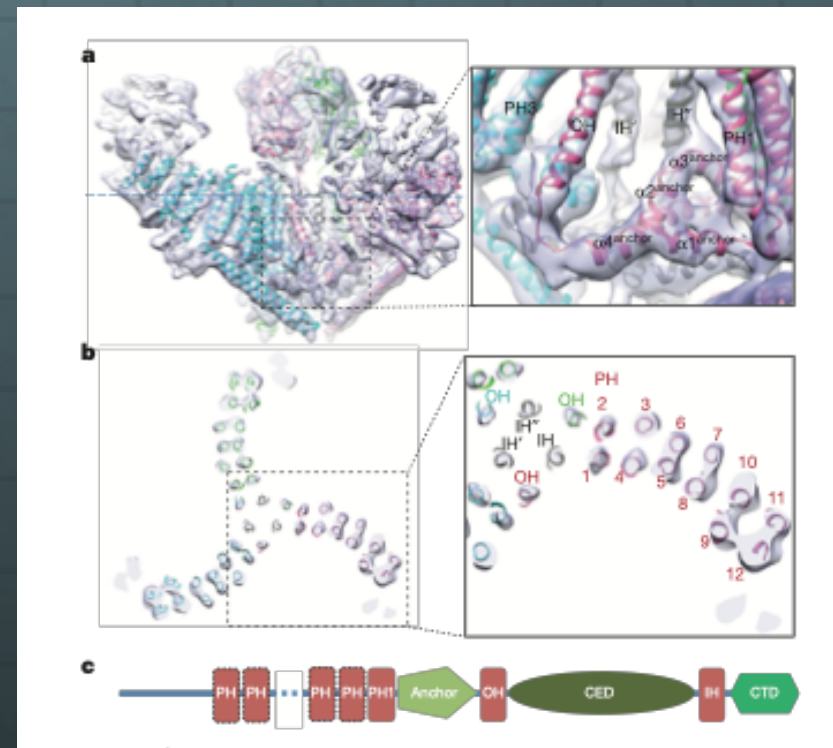 a
PH3 OH IH' H" PH1
α3anchor
α2anchor
α4anchor α1anchor
b
PH
OH OH 2 3 6 7
IH" IH' IH
OH 1 4 5 8 10 11
9
12
c
PH PH PH PH PH1 Anchor OH CED IH CTD